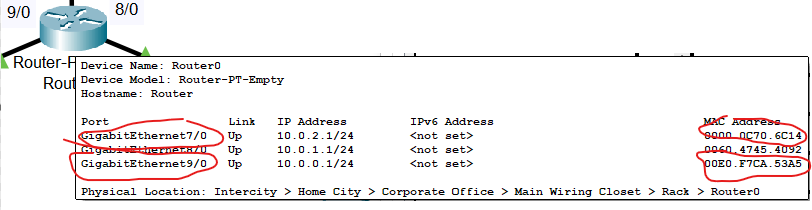 9/0
8/0
Router-P
Rout
Device Name: Router0
Device Model: Router-PT-Empty
Hostname: Router
Port Link IP Address IPv6 Address MAC Address
GigabitEthernet7/0 Up 10.0.2.1/24 <not set> 0000.0C70.6C14
GigabitEthernet8/0 Up 10.0.1.1/24 <not set> 0060.4745.4092
GigabitEthernet9/0 Up 10.0.0.1/24 <not set> 00E0.F7CA.53A5
Physical Location: Intercity > Home City > Corporate Office > Main Wiring Closet > Rack > Router0